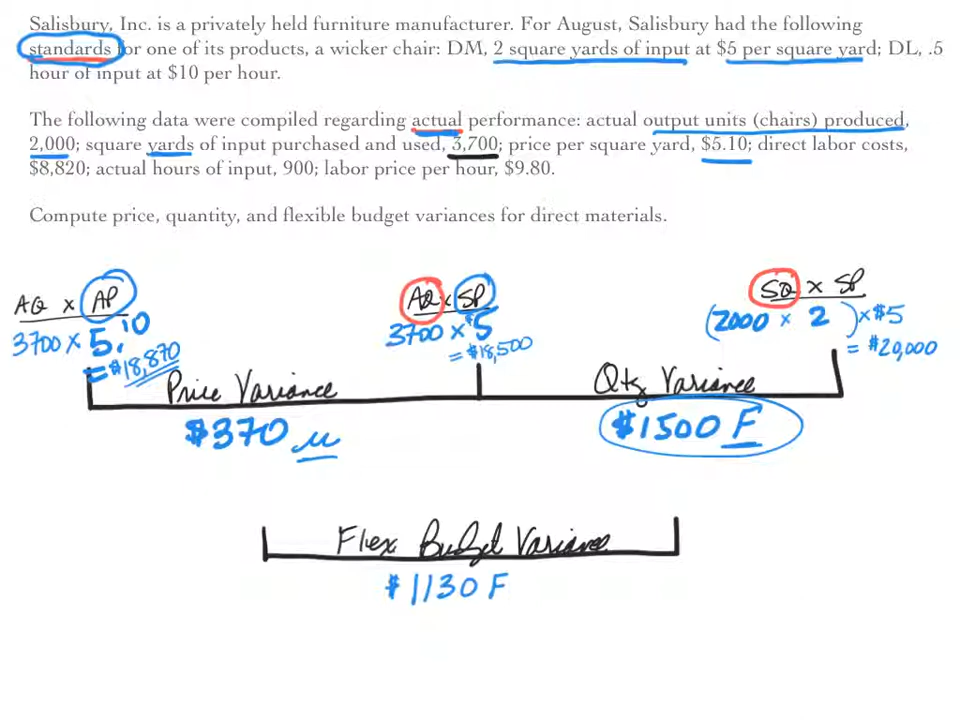 Salisbury, Inc. is a privately held furniture manufacturer. For August, Salisbury had the following
standards for one of its products, a wicker chair: DM, 2 square yards of input at $5 per square yard; DL, .5
hour of input at $10 per hour.
The following data were compiled regarding actual performance: actual output units (chairs) produced,
2,000; square yards of input purchased and used, 3,700; price per square yard, $5.10; direct labor costs,
$8,820; actual hours of input, 900; labor price per hour, $9.80.
Compute price, quantity, and flexible budget variances for direct materials.
AQ x AP
AQ x SP
SQ x SP
3700 x 5.10
3700 x $5
(2000 x 2) x $5
= $18,870
= $18,500
= $20,000
Price Variance
Qty Variance
$370 u
$1500 F
Flex Budget Variance
$1130 F